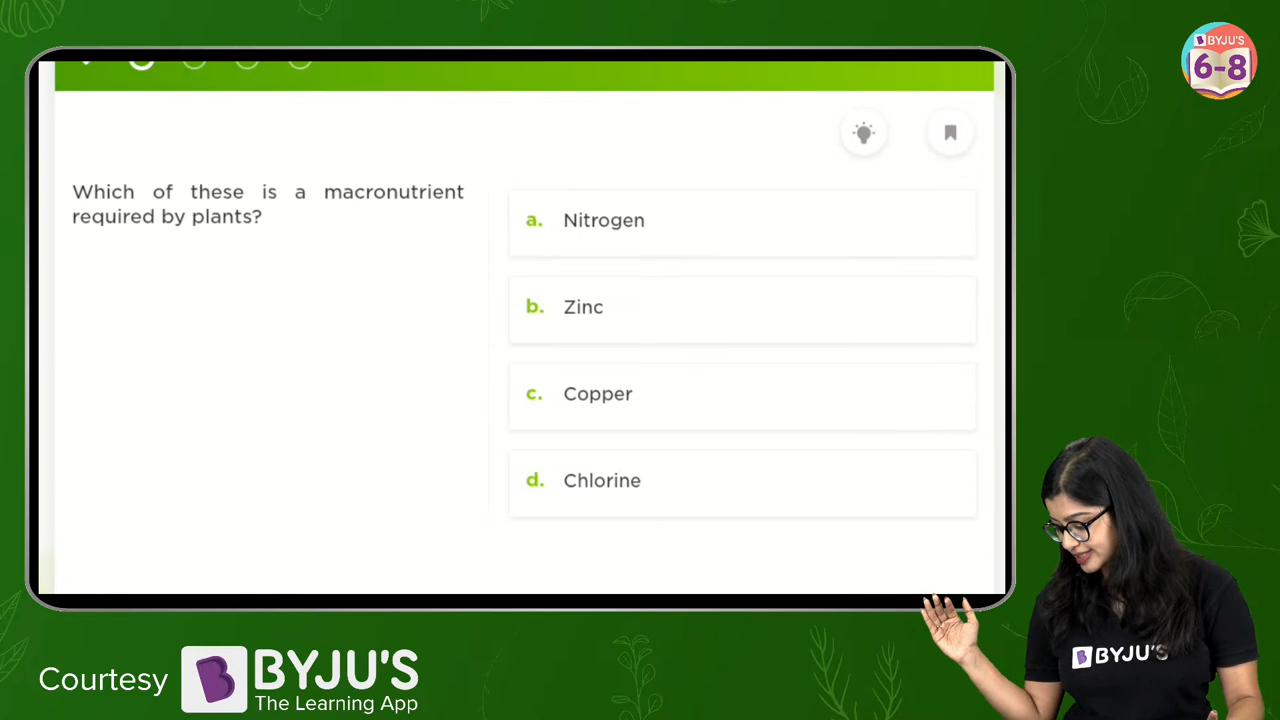 BYJU'S
6-8
Which of these is a macronutrient
required by plants?
a. Nitrogen
b. Zinc
c. Copper
d. Chlorine
BYJU'S
Courtesy BYJU'S
The Learning App